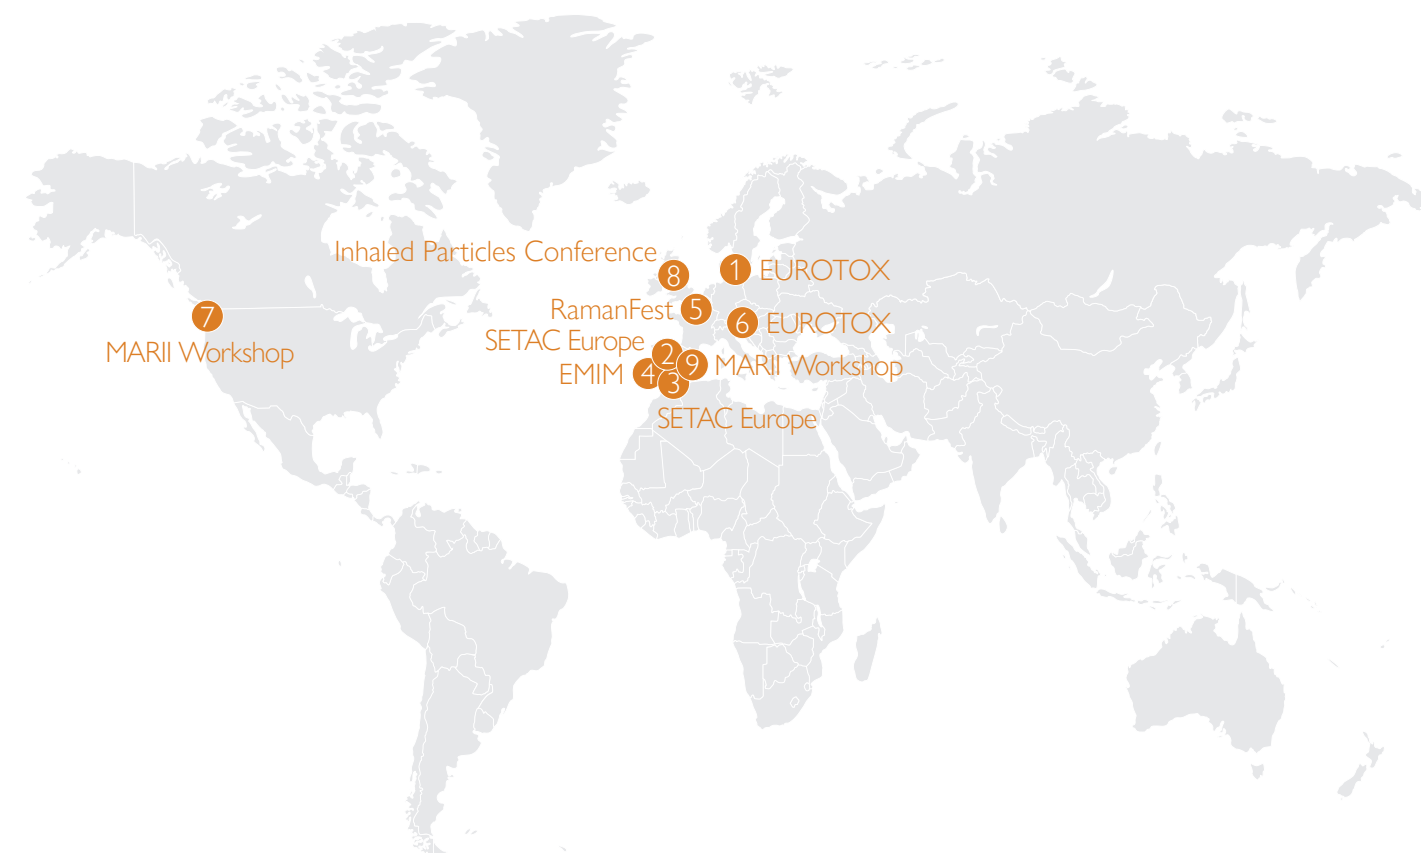 Inhaled Particles Conference
8
1 EUROTOX
7
MARII Workshop
RamanFest 5
6 EUROTOX
SETAC Europe 2
EMIM 4
9 MARII Workshop
3
SETAC Europe